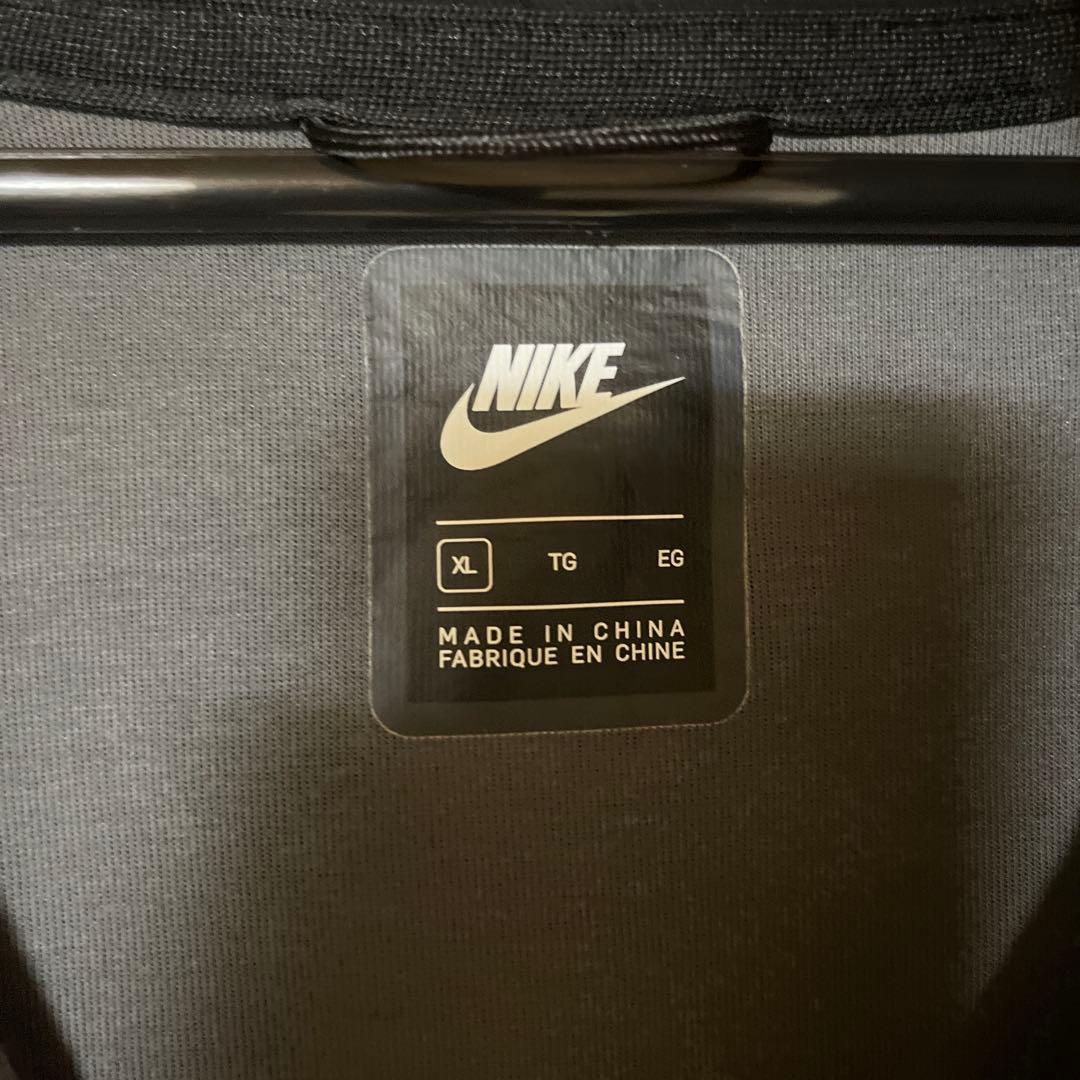 NIKE
XL TG EG
MADE IN CHINA
FABRIQUE EN CHINE